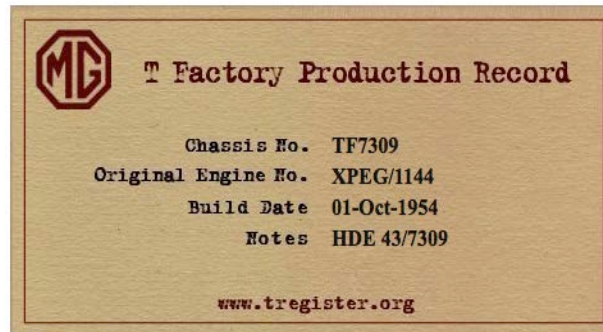 MG
T Factory Production Record
Chassis No. TF7309
Original Engine No. XPEG/1144
Build Date 01-Oct-1954
Notes HDE 43/7309
www.tregister.org